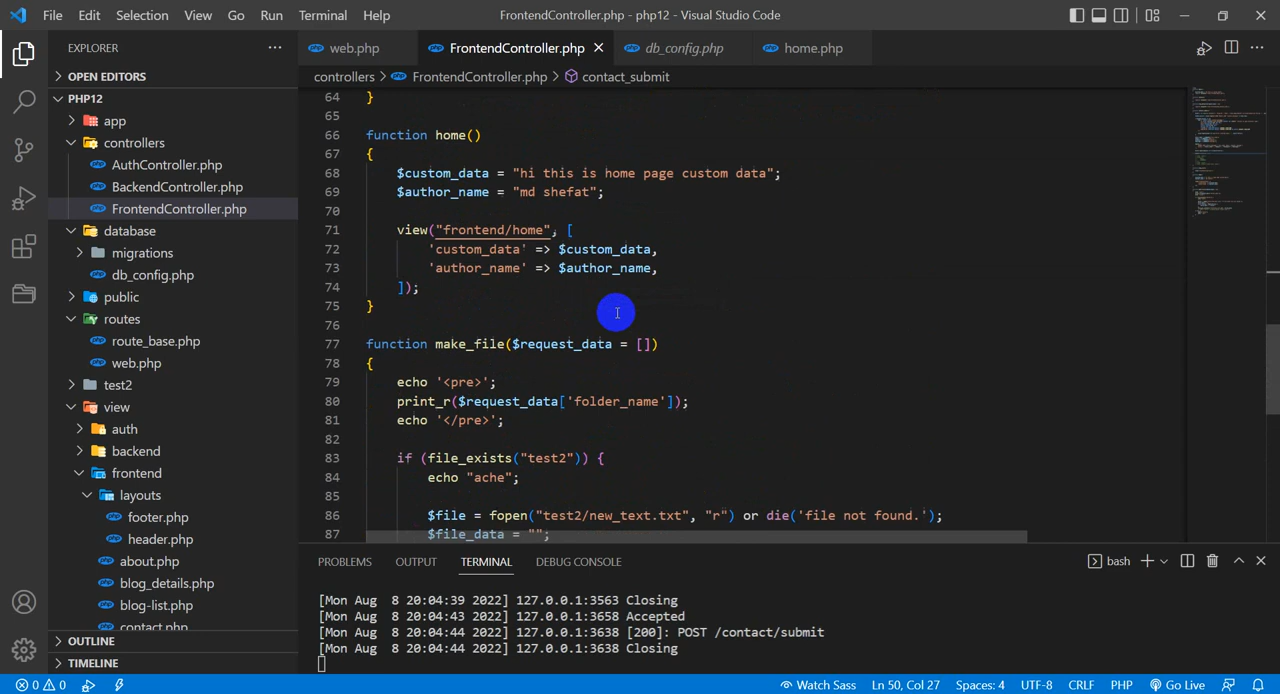 File Edit Selection View Go Run Terminal Help FrontendController.php - php12 - Visual Studio Code
EXPLORER
web.php FrontendController.php db_config.php home.php
OPEN EDITORS
controllers > FrontendController.php > contact_submit
PHP12
app
controllers
AuthController.php
BackendController.php
FrontendController.php
database
migrations
db_config.php
public
routes
route_base.php
web.php
test2
view
auth
backend
frontend
layouts
footer.php
header.php
about.php
blog_details.php
blog-list.php
contact.php
OUTLINE
TIMELINE
64 }
65
66 function home()
67 {
68 $custom_data = "hi this is home page custom data";
69 $author_name = "md shefat";
70
71 view("frontend/home", [
72 'custom_data' => $custom_data,
73 'author_name' => $author_name,
74 ]);
75 }
76
77 function make_file($request_data = [])
78 {
79 echo '<pre>';
80 print_r($request_data['folder_name']);
81 echo '</pre>';
82
83 if (file_exists("test2")) {
84 echo "ache";
85
86 $file = fopen("test2/new_text.txt", "r") or die('file not found.');
87 $file_data = "";
PROBLEMS OUTPUT TERMINAL DEBUG CONSOLE bash
[Mon Aug  8 20:04:39 2022] 127.0.0.1:3563 Closing
[Mon Aug  8 20:04:43 2022] 127.0.0.1:3658 Accepted
[Mon Aug  8 20:04:44 2022] 127.0.0.1:3638 [200]: POST /contact/submit
[Mon Aug  8 20:04:44 2022] 127.0.0.1:3638 Closing
0 0 Watch Sass Ln 50, Col 27 Spaces: 4 UTF-8 CRLF PHP Go Live